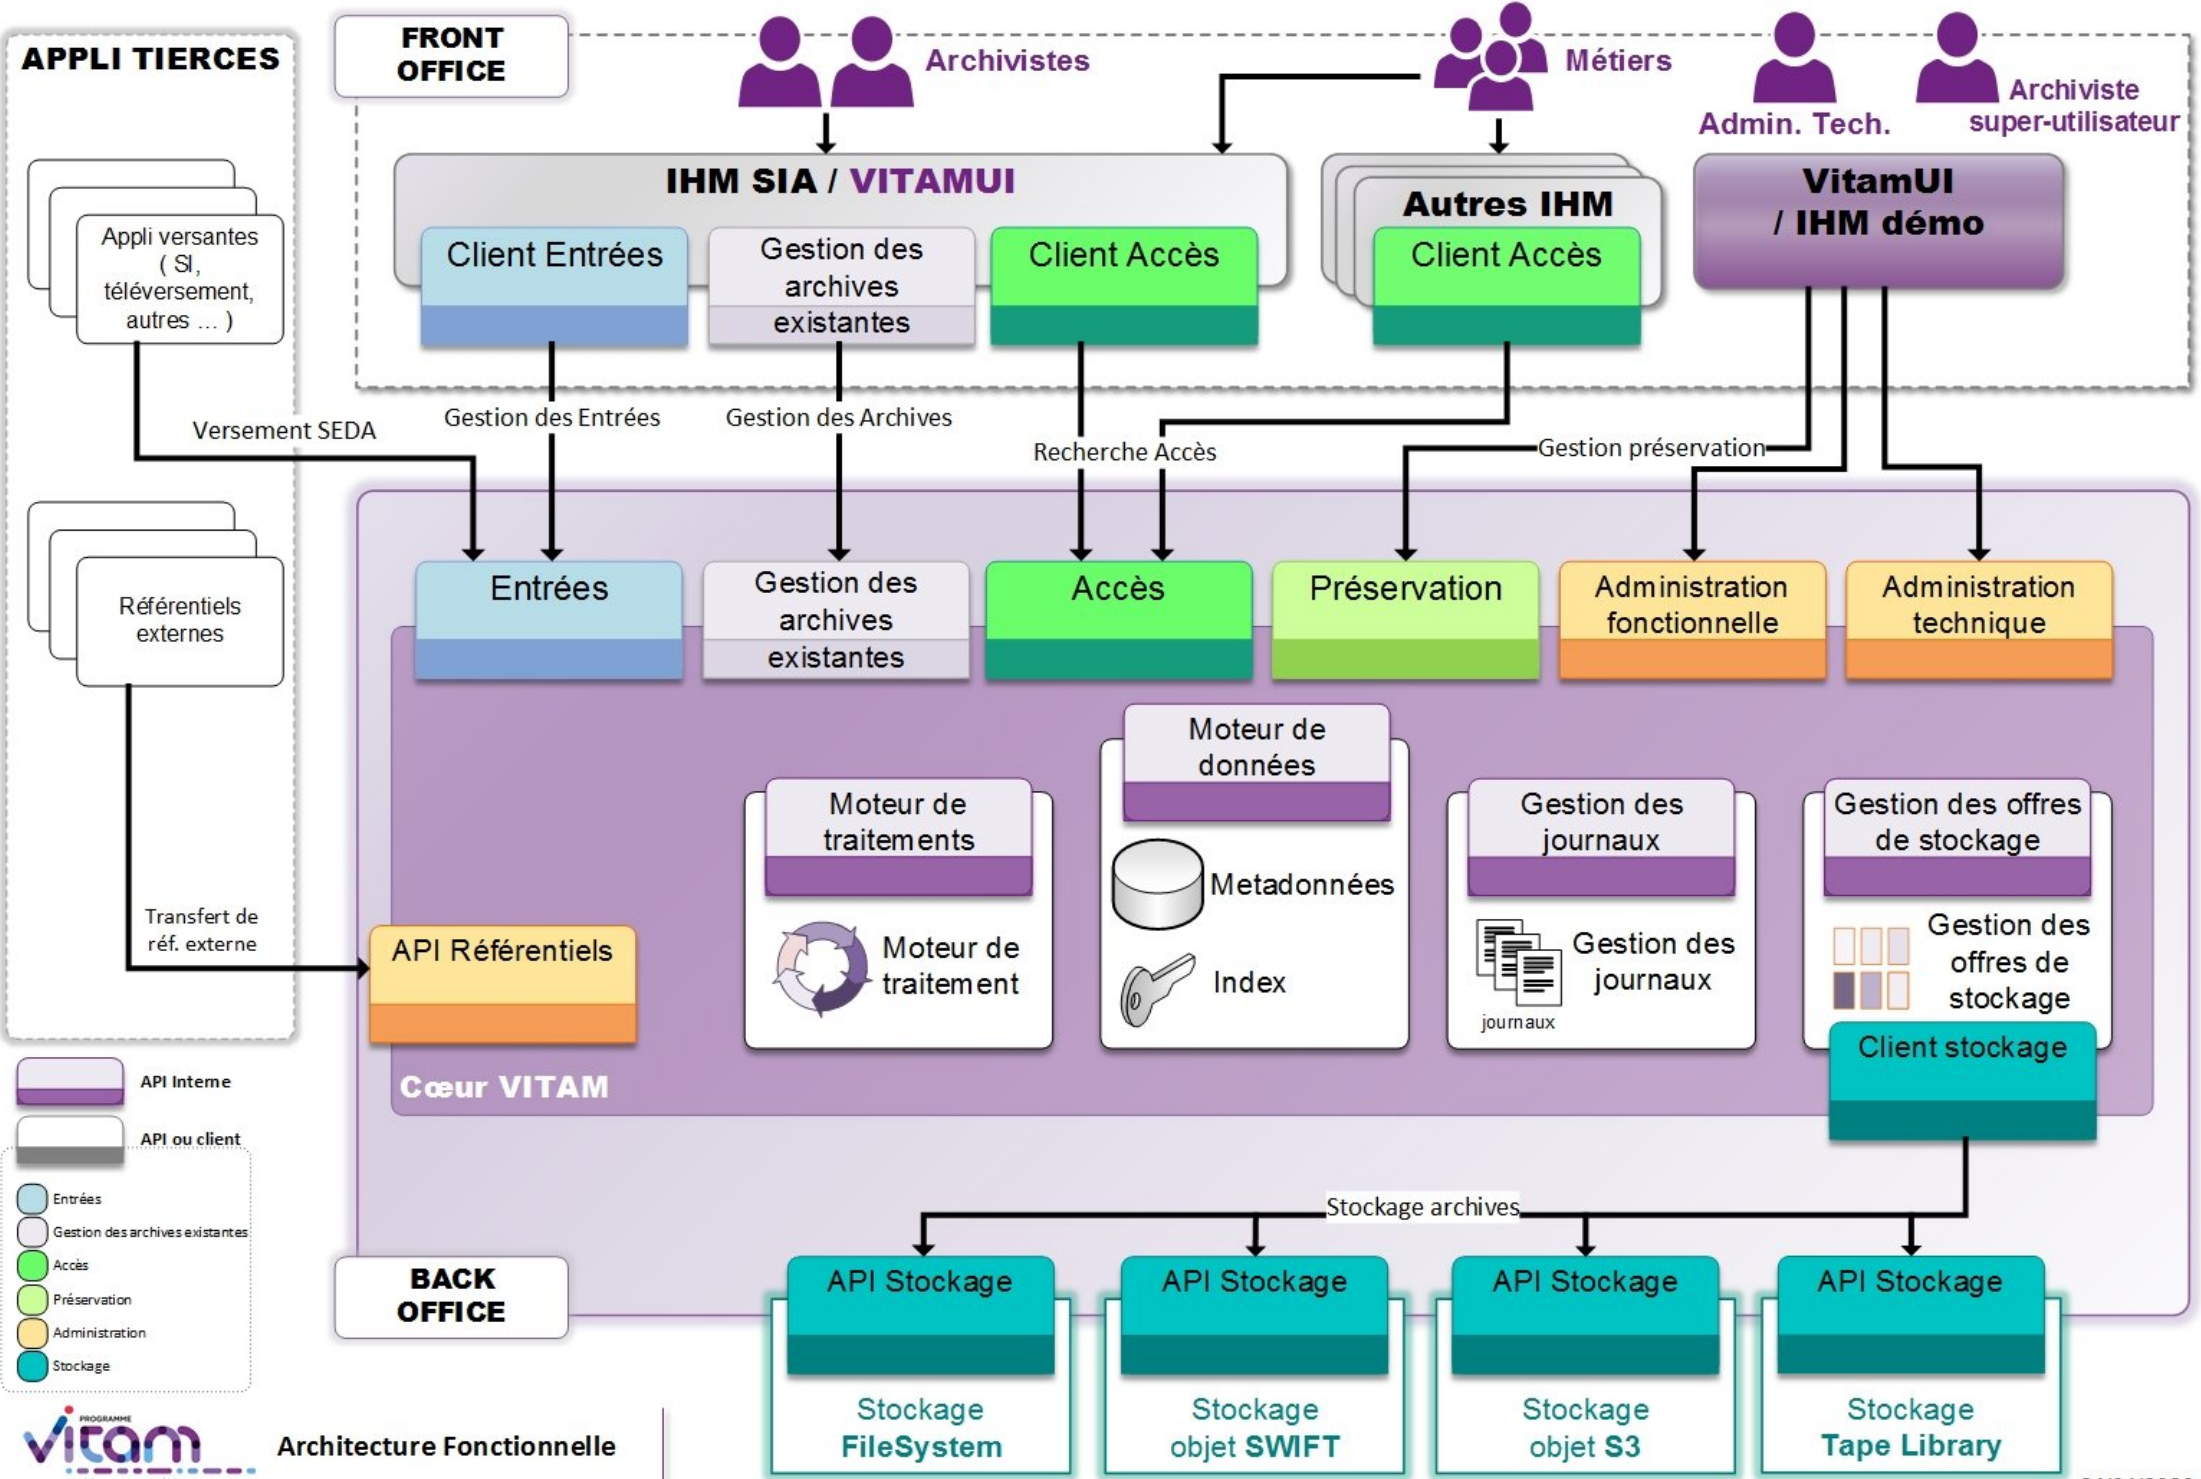 APPLI TIERCES
Appli versantes
( SI,
téléversement,
autres ... )
Versement SEDA
Référentiels
externes
Transfert de
réf. externe
FRONT
OFFICE
Archivistes
Métiers
Admin. Tech.
Archiviste
super-utilisateur
IHM SIA / VITAMUI
Client Entrées
Gestion des
archives
existantes
Client Accès
Autres IHM
Client Accès
VitamUI
/ IHM démo
Gestion des Entrées
Gestion des Archives
Recherche Accès
Gestion préservation
Entrées
Gestion des
archives
existantes
Accès
Préservation
Administration
fonctionnelle
Administration
technique
Moteur de
traitements
Moteur de
traitement
Moteur de
données
Metadonnées
Index
Gestion des
journaux
Gestion des
journaux
journaux
Gestion des offres
de stockage
Gestion des
offres de
stockage
Client stockage
API Référentiels
Cœur VITAM
Stockage archives
BACK
OFFICE
API Stockage
Stockage
FileSystem
API Stockage
Stockage
objet SWIFT
API Stockage
Stockage
objet S3
API Stockage
Stockage
Tape Library
API Interne
API ou client
Entrées
Gestion des archives existantes
Accès
Préservation
Administration
Stockage
PROGRAMME
vitam
Architecture Fonctionnelle